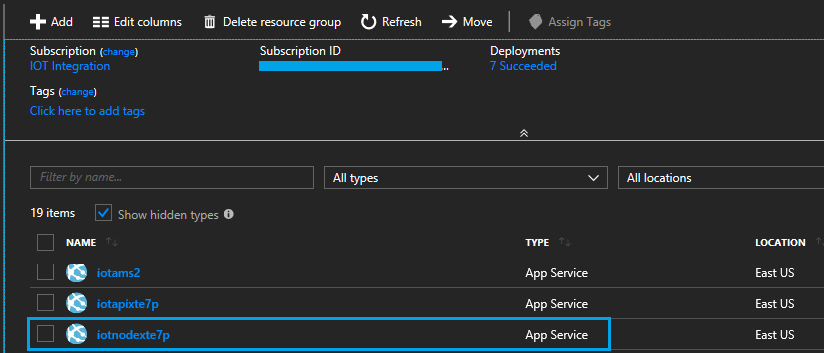 Add Edit columns Delete resource group Refresh Move Assign Tags
Subscription (change) Subscription ID Deployments
IOT Integration ... 7 Succeeded
Tags (change)
Click here to add tags
Filter by name... All types All locations
19 items Show hidden types
NAME TYPE LOCATION
iotams2 App Service East US
iotapixte7p App Service East US
iotnodexte7p App Service East US